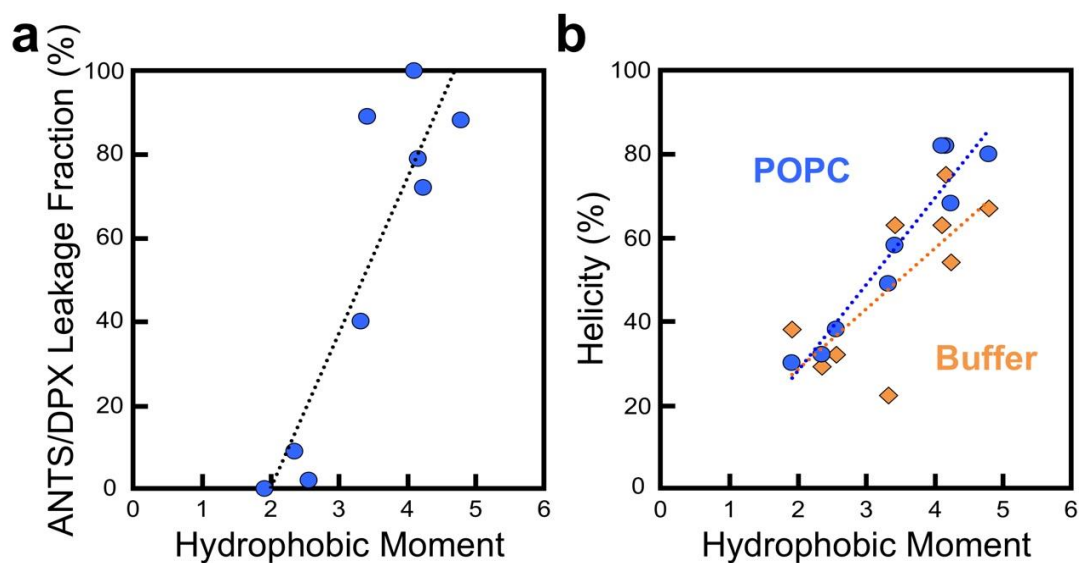 a
ANTS/DPX Leakage Fraction (%)
100
80
60
40
20
0
0 1 2 3 4 5 6
Hydrophobic Moment
b
Helicity (%)
100
80
60
40
20
0
POPC
Buffer
0 1 2 3 4 5 6
Hydrophobic Moment